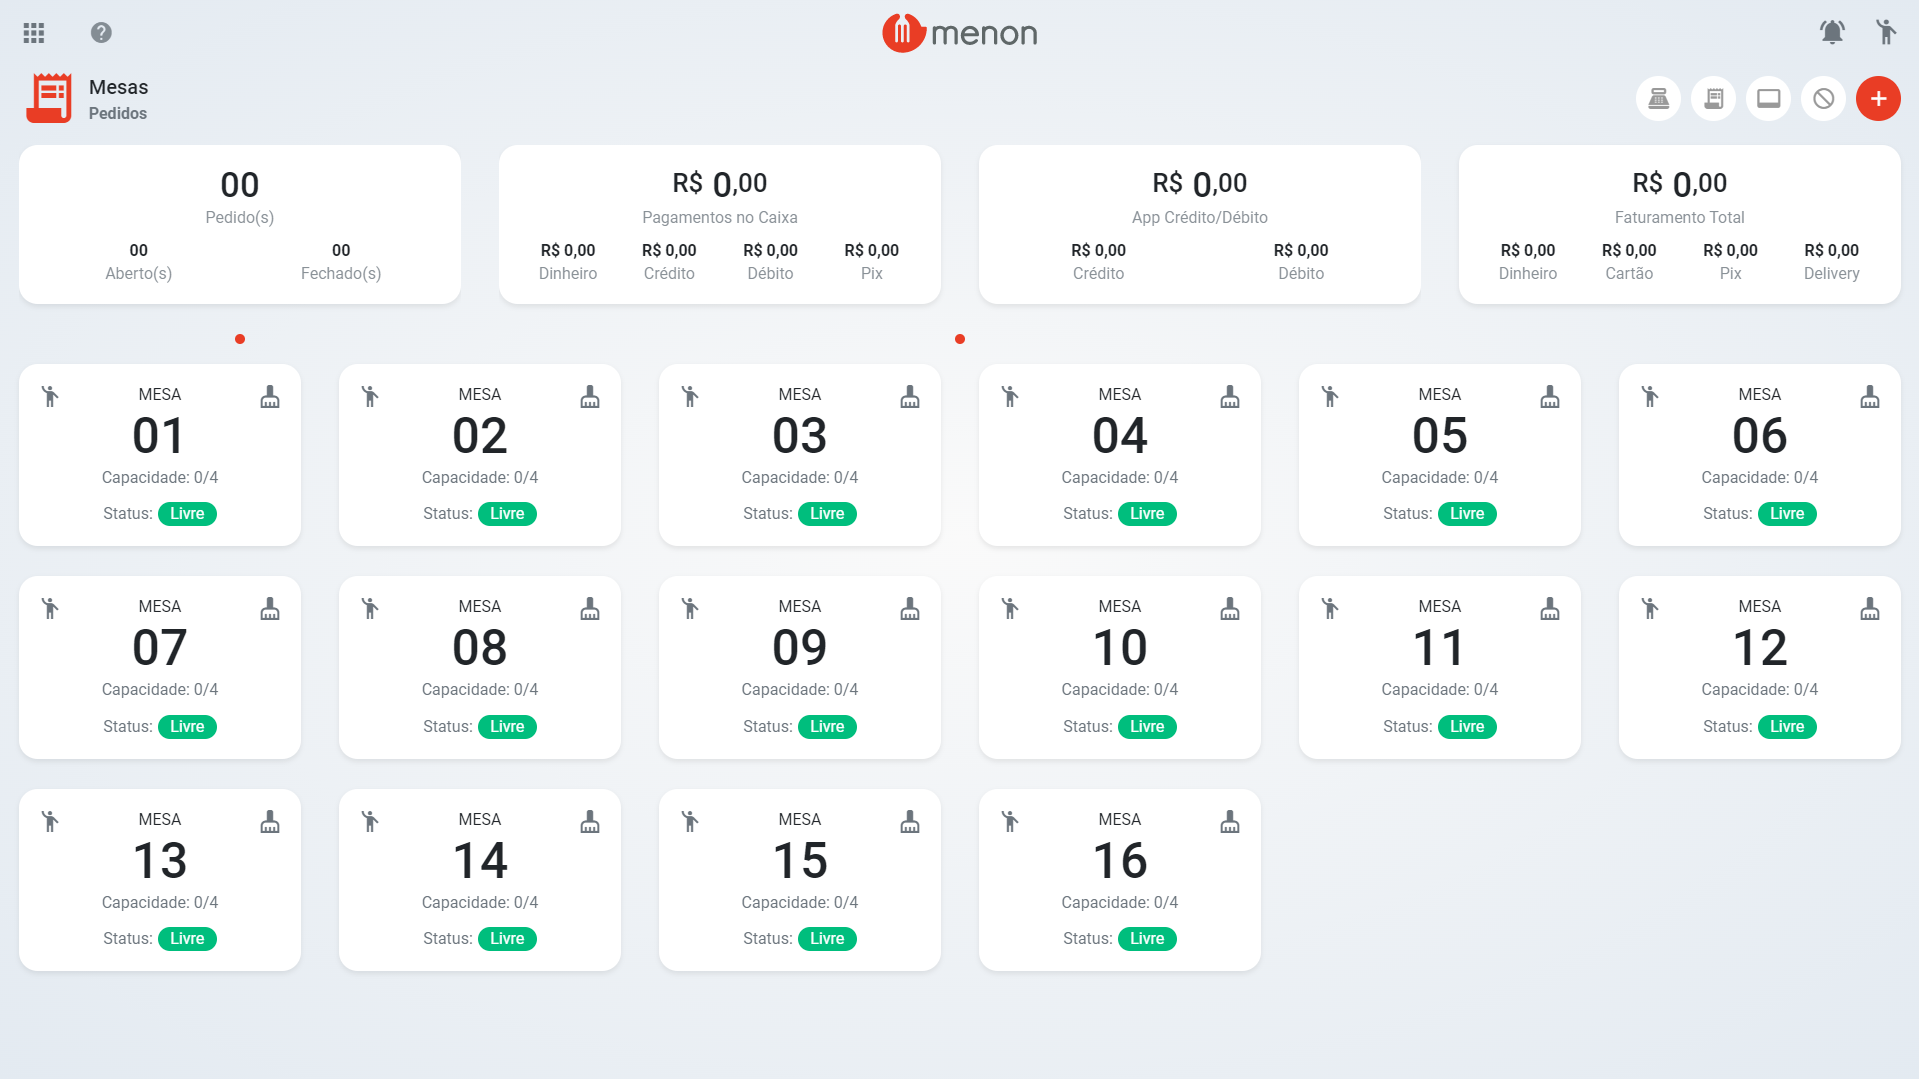 menon
Mesas
Pedidos
00
Pedido(s)
00 00
Aberto(s) Fechado(s)
R$ 0,00
Pagamentos no Caixa
R$ 0,00 R$ 0,00 R$ 0,00 R$ 0,00
Dinheiro Crédito Débito Pix
R$ 0,00
App Crédito/Débito
R$ 0,00 R$ 0,00
Crédito Débito
R$ 0,00
Faturamento Total
R$ 0,00 R$ 0,00 R$ 0,00 R$ 0,00
Dinheiro Cartão Pix Delivery
MESA
01
Capacidade: 0/4
Status: Livre
MESA
02
Capacidade: 0/4
Status: Livre
MESA
03
Capacidade: 0/4
Status: Livre
MESA
04
Capacidade: 0/4
Status: Livre
MESA
05
Capacidade: 0/4
Status: Livre
MESA
06
Capacidade: 0/4
Status: Livre
MESA
07
Capacidade: 0/4
Status: Livre
MESA
08
Capacidade: 0/4
Status: Livre
MESA
09
Capacidade: 0/4
Status: Livre
MESA
10
Capacidade: 0/4
Status: Livre
MESA
11
Capacidade: 0/4
Status: Livre
MESA
12
Capacidade: 0/4
Status: Livre
MESA
13
Capacidade: 0/4
Status: Livre
MESA
14
Capacidade: 0/4
Status: Livre
MESA
15
Capacidade: 0/4
Status: Livre
MESA
16
Capacidade: 0/4
Status: Livre